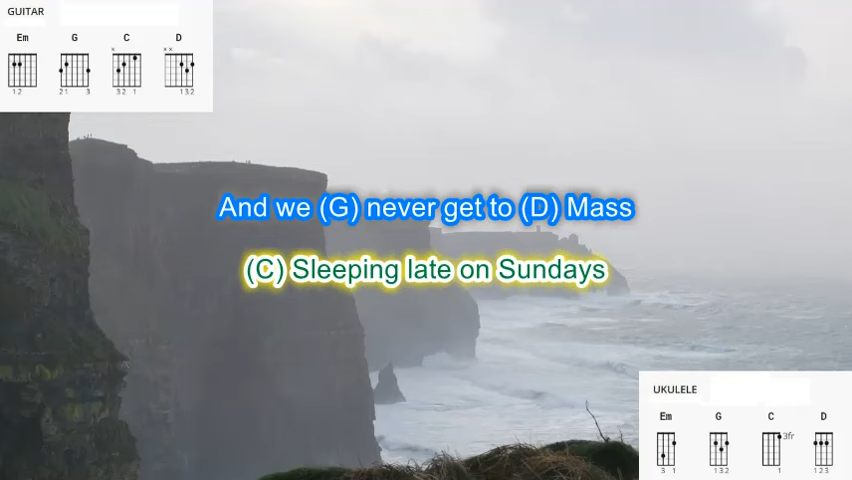 GUITAR
Em G C D
x xx
12 21 3 32 1 132
And we (G) never get to (D) Mass
(C) Sleeping late on Sundays
UKULELE
Em G C D
3fr
3 1 132 1 123